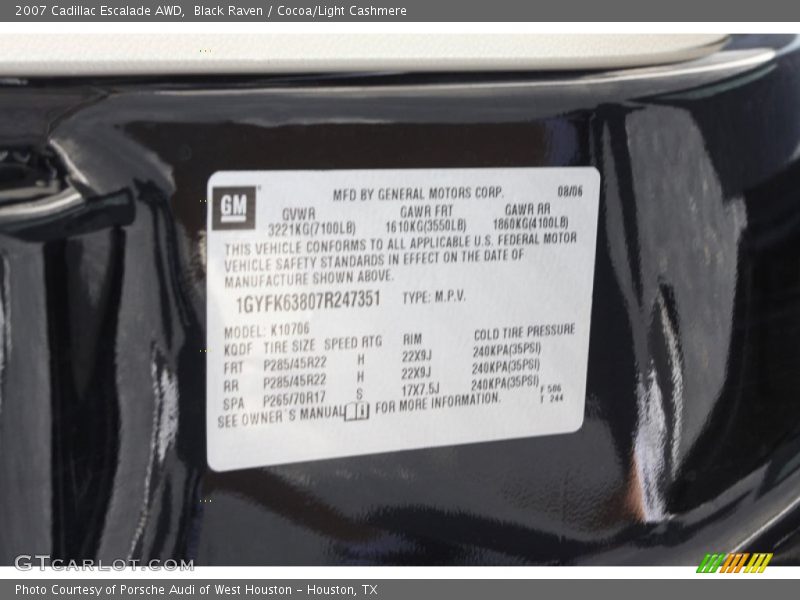 2007 Cadillac Escalade AWD,  Black Raven / Cocoa/Light Cashmere
GM
MFD BY GENERAL MOTORS CORP. 08/06
GVWR GAWR FRT GAWR RR
3221KG(7100LB) 1610KG(3550LB) 1860KG(4100LB)
THIS VEHICLE CONFORMS TO ALL APPLICABLE U.S. FEDERAL MOTOR
VEHICLE SAFETY STANDARDS IN EFFECT ON THE DATE OF
MANUFACTURE SHOWN ABOVE.
1GYFK63807R247351 TYPE: M.P.V.
MODEL: K10706
KQDF TIRE SIZE SPEED RTG RIM COLD TIRE PRESSURE
FRT P285/45R22 H 22X9J 240KPA(35PSI)
RR P285/45R22 H 22X9J 240KPA(35PSI)
SPA P265/70R17 S 17X7.5J 240KPA(35PSI)
SEE OWNER'S MANUAL FOR MORE INFORMATION.
F 506
T 244
GTCARLOT.COM
Photo Courtesy of Porsche Audi of West Houston - Houston, TX